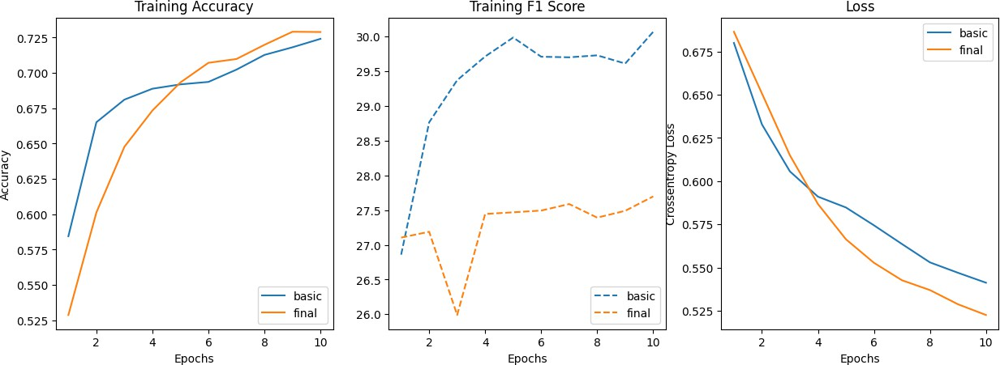 Training Accuracy
0.725
0.700
0.675
0.650
0.625
0.600
0.575
0.550
0.525
Accuracy
2 4 6 8 10
Epochs
basic
final
Training F1 Score
30.0
29.5
29.0
28.5
28.0
27.5
27.0
26.5
26.0
2 4 6 8 10
Epochs
basic
final
Loss
0.675
0.650
0.625
0.600
0.575
0.550
0.525
Crossentropy Loss
2 4 6 8 10
Epochs
basic
final